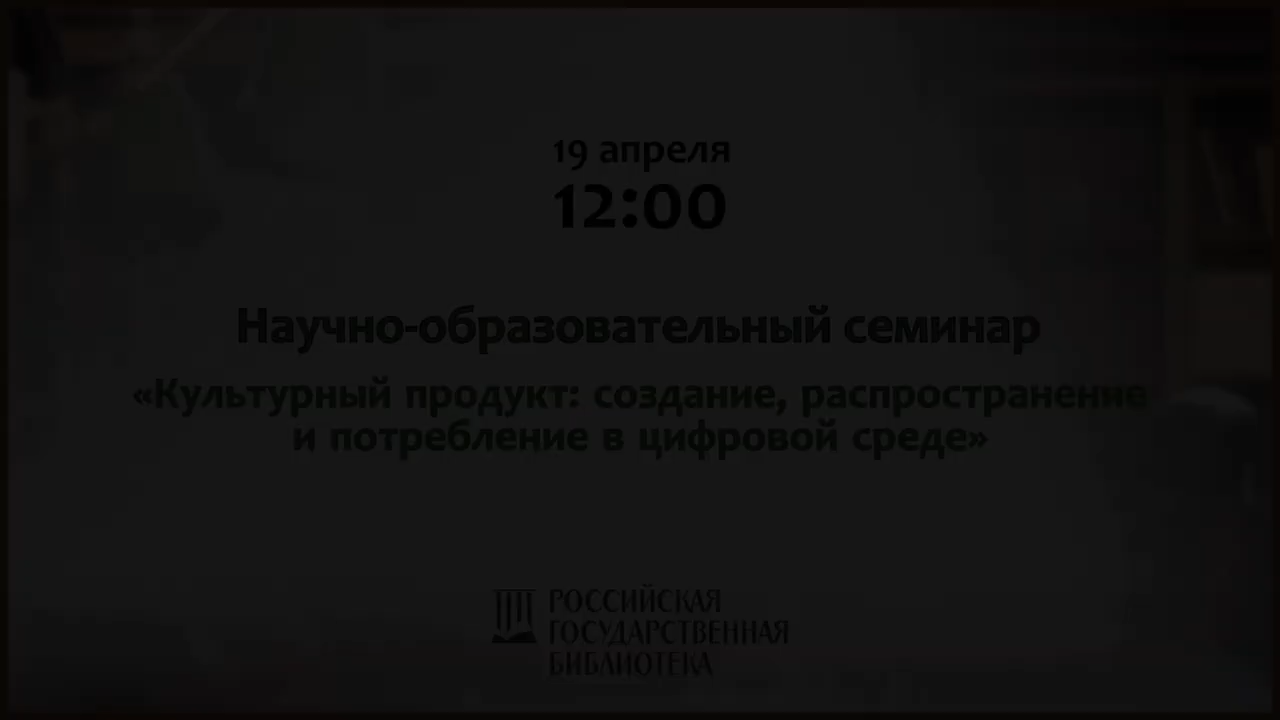 19 апреля
12:00
Научно-образовательный семинар
«Культурный продукт: создание, распространение
и потребление в цифровой среде»
РОССИЙСКАЯ
ГОСУДАРСТВЕННАЯ
БИБЛИОТЕКА